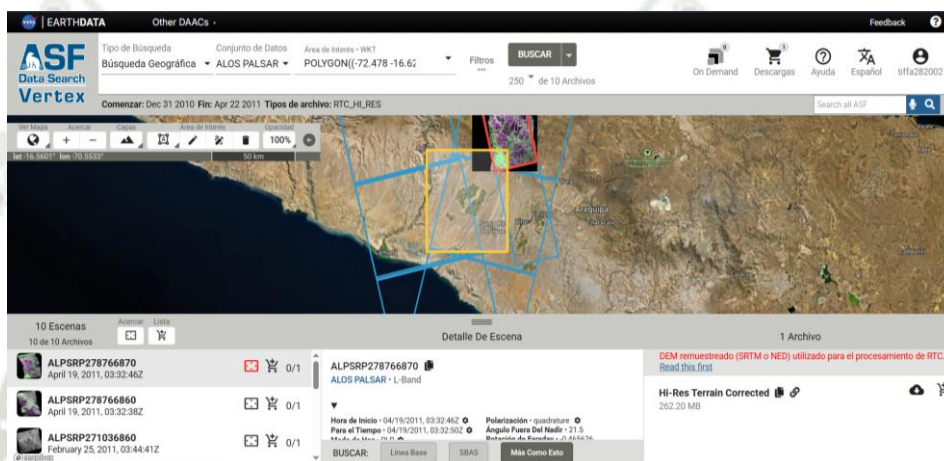 EARTHDATA Other DAACs Feedback
ASF
Data Search
Vertex
Tipo de Búsqueda Conjunto de Datos Área de Interés • WKT
Búsqueda Geográfica ALOS PALSAR POLYGON((-72.478 -16.62 Filtros BUSCAR
250 de 10 Archivos
On Demand Descargas Ayuda Español tiffa282002
Comenzar: Dec 31 2010 Fin: Apr 22 2011 Tipos de archivo: RTC_HI_RES Search all ASF
Ver Mapa Acercar Capas Área de Interés Opacidad
100%
lat -16.5601° lon -70.5533° 50 km
Arequipa
10 Escenas Acercar Lista
10 de 10 Archivos
Detalle De Escena 1 Archivo
ALPSRP278766870
April 19, 2011, 03:32:46Z 0/1
ALPSRP278766860
April 19, 2011, 03:32:38Z 0/1
ALPSRP271036860
February 25, 2011, 03:44:41Z 0/1
ALPSRP278766870
ALOS PALSAR • L-Band
Hora de Inicio • 04/19/2011, 03:32:46Z Polarización • quadrature
Para el Tiempo • 04/19/2011, 03:32:50Z Ángulo Fuera Del Nadir • 21.5
BUSCAR: Línea Base SBAS Más Como Esto
DEM remuestreado (SRTM o NED) utilizado para el procesamiento de RTC.
Read this first
Hi-Res Terrain Corrected
262.20 MB